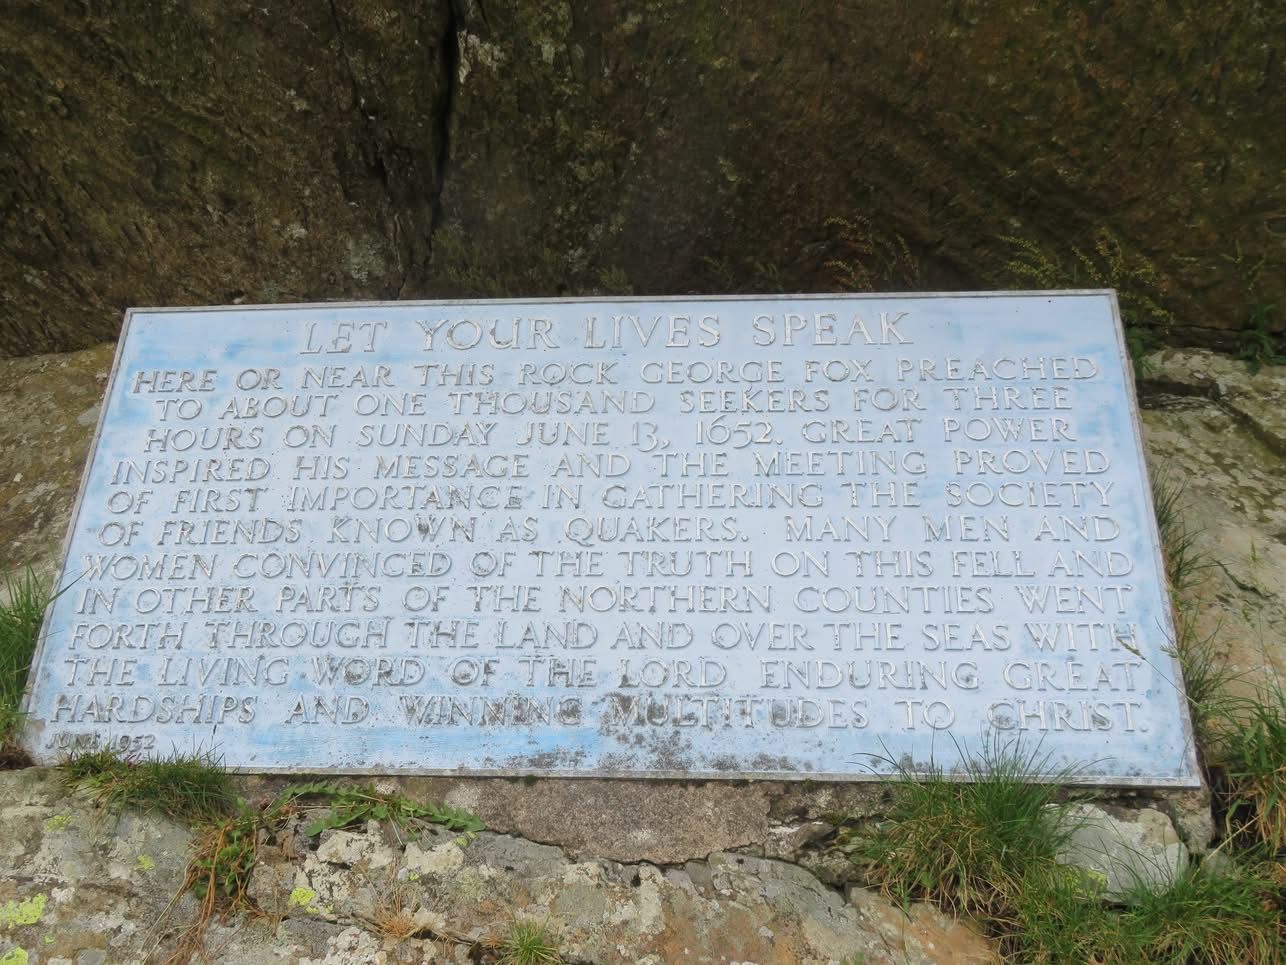 LET YOUR LIVES SPEAK
HERE OR NEAR THIS ROCK GEORGE FOX PREACHED
TO ABOUT ONE THOUSAND SEEKERS FOR THREE
HOURS ON SUNDAY JUNE 13, 1652. GREAT POWER
INSPIRED HIS MESSAGE AND THE MEETING PROVED
OF FIRST IMPORTANCE IN GATHERING THE SOCIETY
OF FRIENDS KNOWN AS QUAKERS. MANY MEN AND
WOMEN CONVINCED OF THE TRUTH ON THIS FELL AND
IN OTHER PARTS OF THE NORTHERN COUNTIES WENT
FORTH THROUGH THE LAND AND OVER THE SEAS WITH
THE LIVING WORD OF THE LORD ENDURING GREAT
HARDSHIPS AND WINNING MULTITUDES TO CHRIST.
JUNE 1952